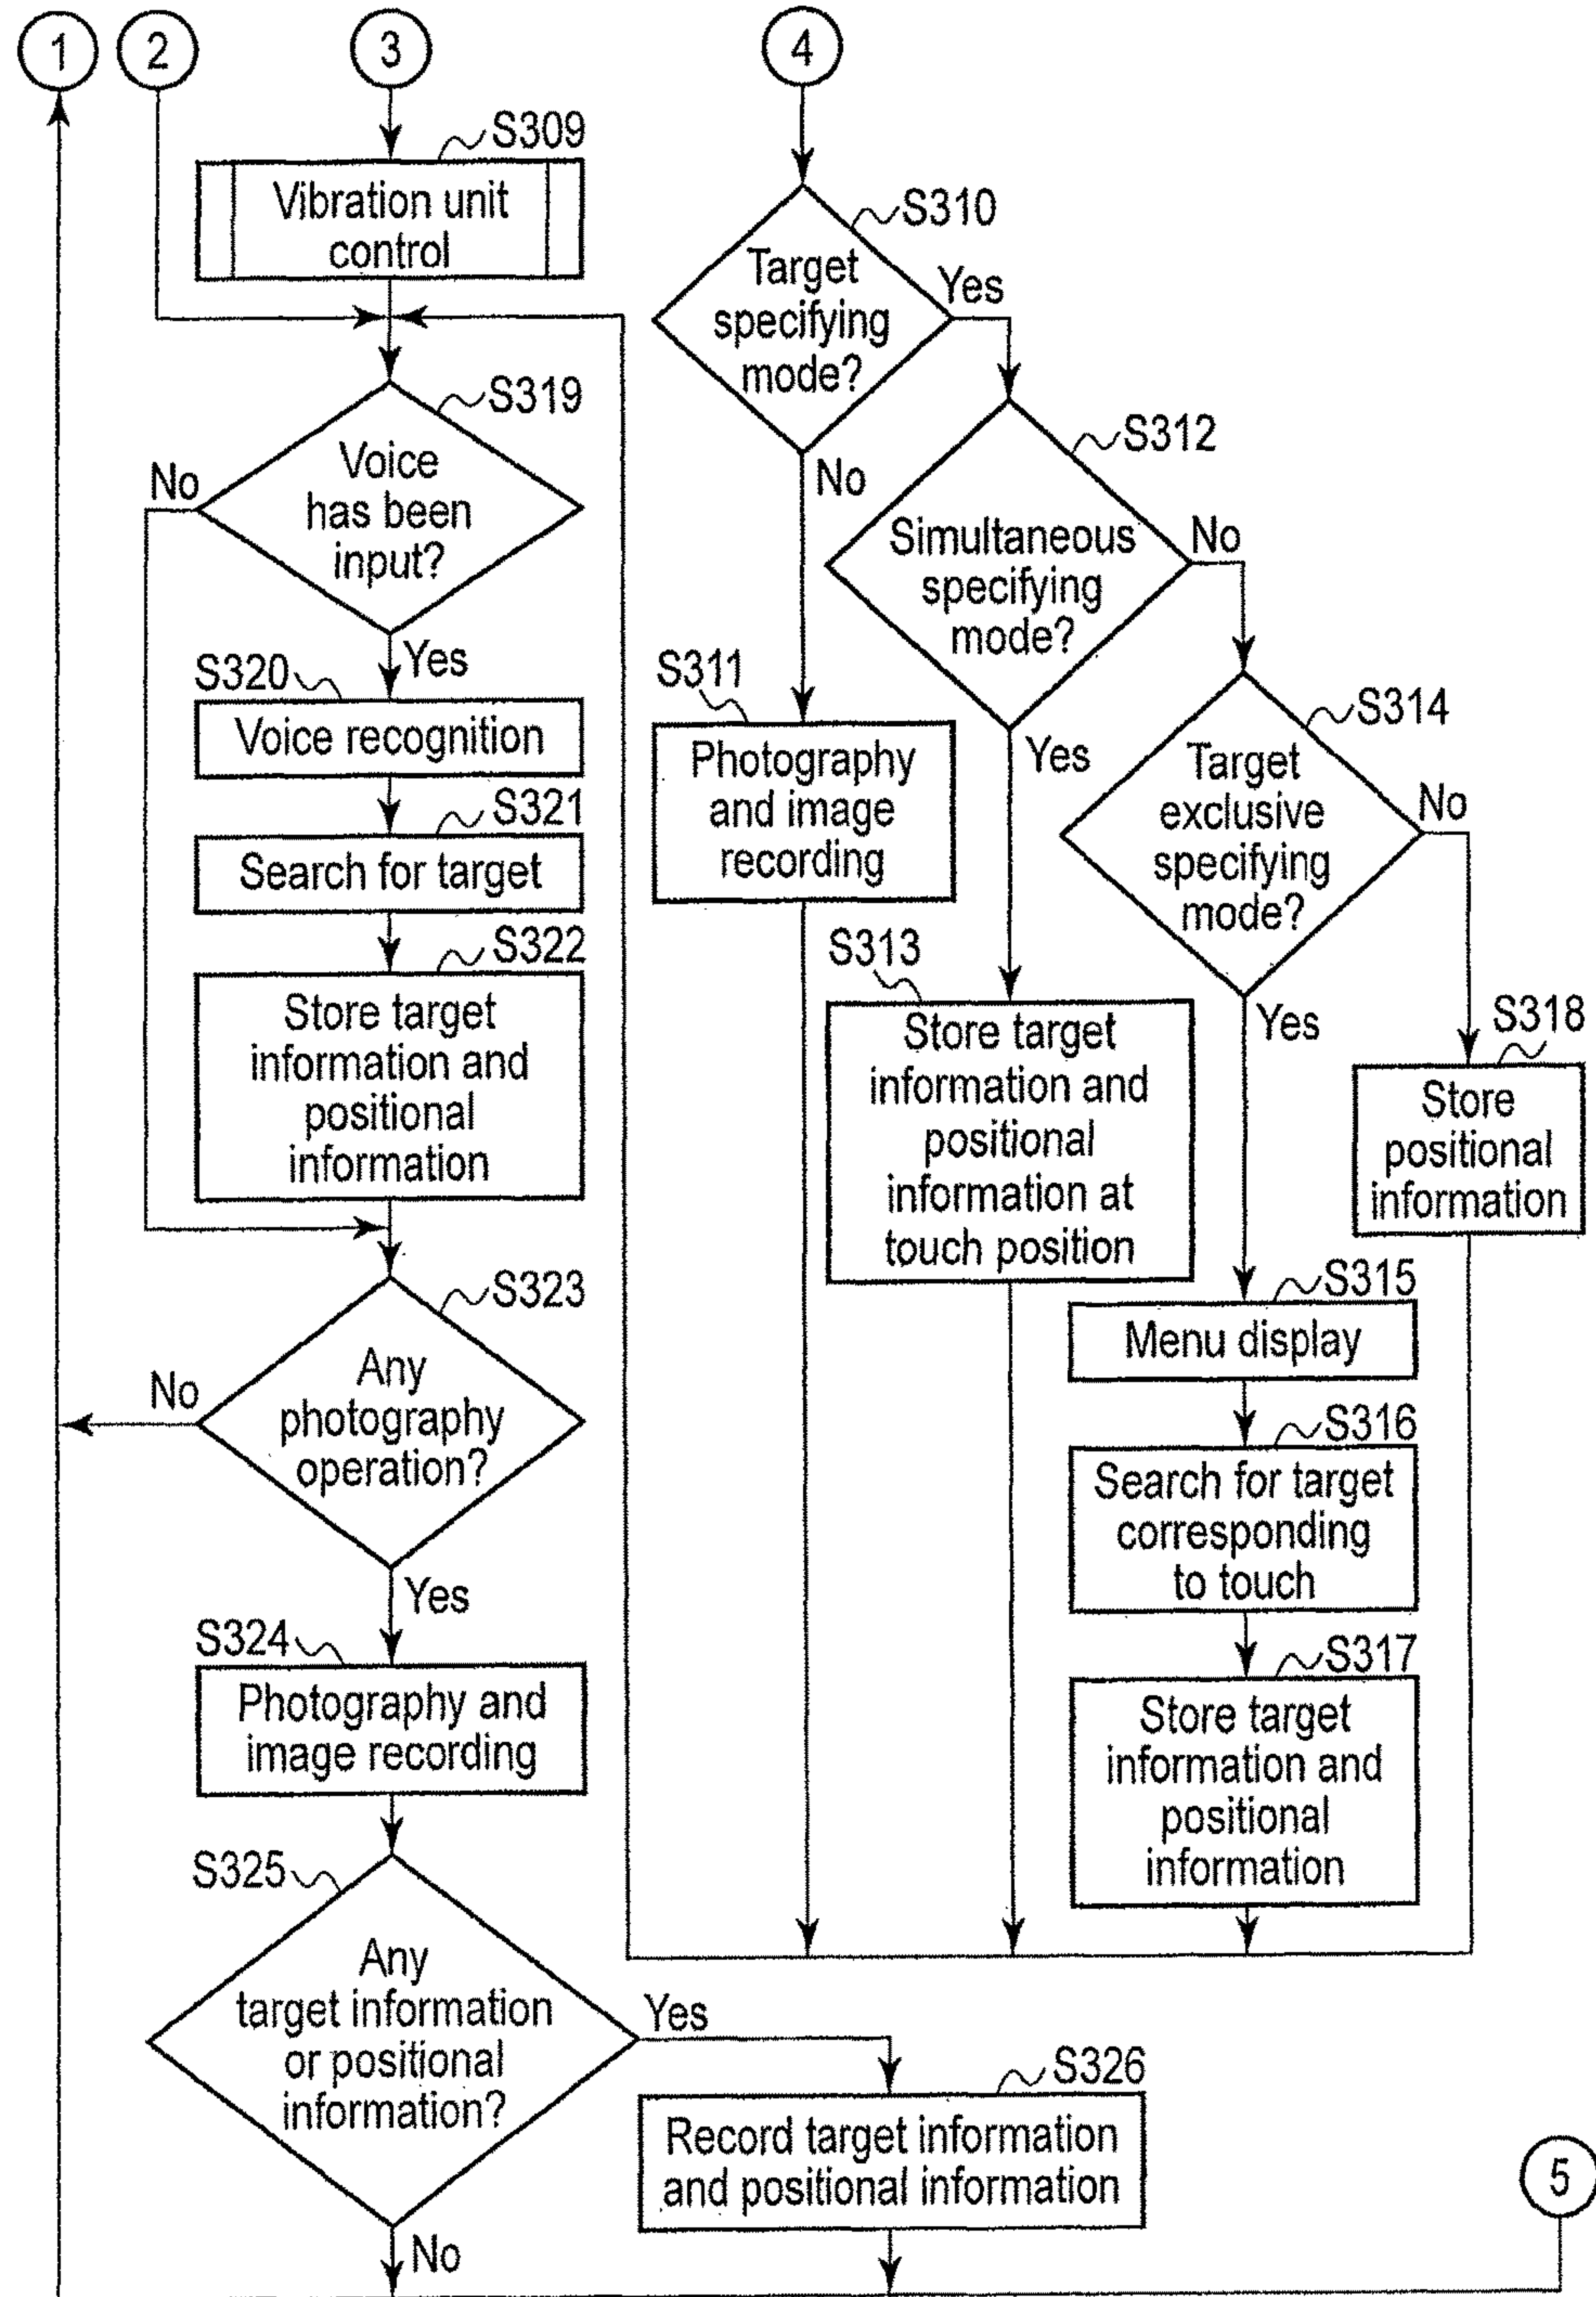 1
2
3
4
S309
Vibration unit
control
S310
Target
specifying
mode?
Yes
No
S319
Voice
has been
input?
No
Yes
S312
Simultaneous
specifying
mode?
No
Yes
S320
Voice recognition
S311
Photography
and image
recording
S314
Target
exclusive
specifying
mode?
No
Yes
S321
Search for target
S322
Store target
information and
positional
information
S313
Store target
information and
positional
information at
touch position
S318
Store
positional
information
S323
Any
photography
operation?
No
Yes
S315
Menu display
S316
Search for target
corresponding
to touch
S324
Photography and
image recording
S317
Store target
information and
positional
information
S325
Any
target information
or positional
information?
Yes
No
S326
Record target information
and positional information
5